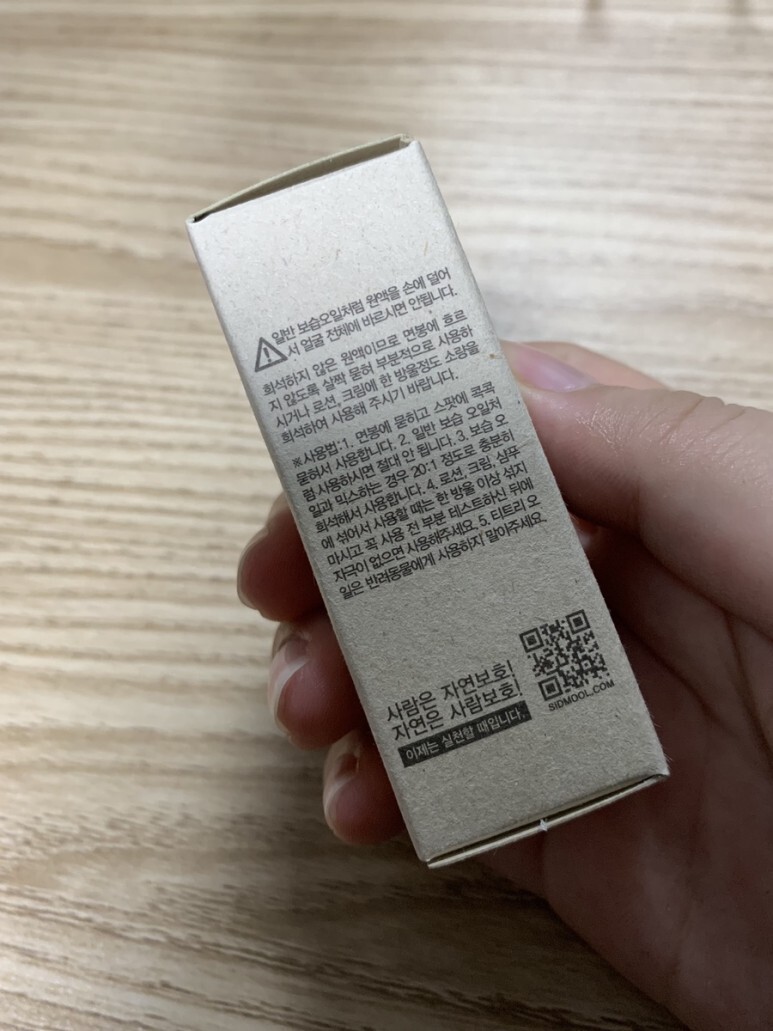 일반 보습오일처럼 원액을 손에 덜어
서 얼굴 전체에 바르시면 안됩니다.
희석하지 않은 원액이므로 면봉에 흐르
지 않도록 살짝 묻혀 부분적으로 사용하
시거나 로션, 크림에 한 방울정도 소량을
희석하여 사용해 주시기 바랍니다.
※사용법:1. 면봉에 묻히고 스팟에 콕콕
묻혀서 사용합니다. 2. 일반 보습 오일처
럼 사용하시면 절대 안 됩니다. 3. 보습 오
일과 믹스하는 경우 20:1 정도로 충분히
희석해서 사용합니다. 4. 로션, 크림, 샴푸
에 섞어서 사용할 때는 한 방울 이상 섞지
마시고 꼭 사용 전 부분 테스트하신 뒤에
자극이 없으면 사용해주세요. 5. 티트리 오
일은 반려동물에게 사용하지 말아주세요.
사람은 자연보호!
자연은 사람보호!
이제는 실천할 때입니다.
SIDMOOL.COM